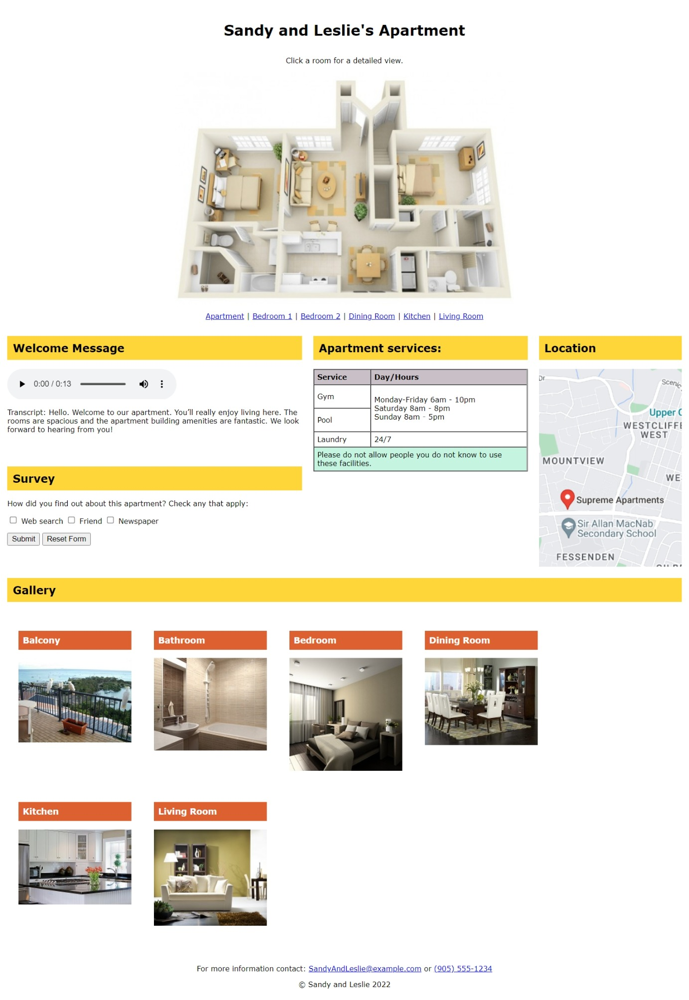 Sandy and Leslie's Apartment
Click a room for a detailed view.
Apartment | Bedroom 1 | Bedroom 2 | Dining Room | Kitchen | Living Room
Welcome Message
0:00 / 0:13
Transcript: Hello. Welcome to our apartment. You’ll really enjoy living here. The
rooms are spacious and the apartment building amenities are fantastic. We look
forward to hearing from you!
Survey
How did you find out about this apartment? Check any that apply:
Web search Friend Newspaper
Submit Reset Form
Apartment services:
Service Day/Hours
Gym
Pool
Monday-Friday 6am - 10pm
Saturday 8am - 8pm
Sunday 8am - 5pm
Laundry 24/7
Please do not allow people you do not know to use
these facilities.
Location
Dr
Scenic
Upper
WESTCLIFFE
WEST
MOUNTVIEW
WE
Supreme Apartments
Sir Allan MacNab
Secondary School
FESSENDEN
Gallery
Balcony
Bathroom
Bedroom
Dining Room
Kitchen
Living Room
For more information contact: SandyAndLeslie@example.com or (905) 555-1234
© Sandy and Leslie 2022